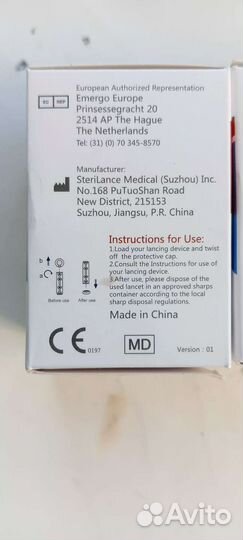 European Authorized Representation
EC REP
Emergo Europe
Prinsessegracht 20
2514 AP The Hague
The Netherlands
Tel: (31) (0) 70 345-8570
Manufacturer:
SteriLance Medical (Suzhou) Inc.
No.168 PuTuoShan Road
New District, 215153
Suzhou, Jiangsu, P.R. China
Instructions for Use:
1.Load your lancing device and twist
off the protective cap.
2.Consult the Instructions for use of
your lancing device.
3.After use, please dispose of the
used lancet in an approved sharps
container according to the local
sharp disposal regulations.
b
a
Before use
After use
Made in China
CE 0197
MD
Version : 01
Avito